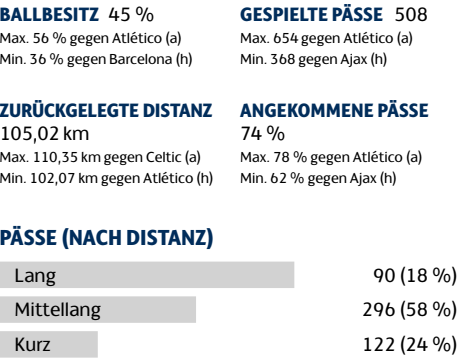 BALLBESITZ 45 %
Max. 56 % gegen Atlético (a)
Min. 36 % gegen Barcelona (h)
GESPIELTE PÄSSE 508
Max. 654 gegen Atlético (a)
Min. 368 gegen Ajax (h)
ZURÜCKGELEGTE DISTANZ
105,02 km
Max. 110,35 km gegen Celtic (a)
Min. 102,07 km gegen Atlético (h)
ANGEKOMMENE PÄSSE
74 %
Max. 78 % gegen Atlético (a)
Min. 62 % gegen Ajax (h)
PÄSSE (NACH DISTANZ)
Lang 90 (18 %)
Mittellang 296 (58 %)
Kurz 122 (24 %)